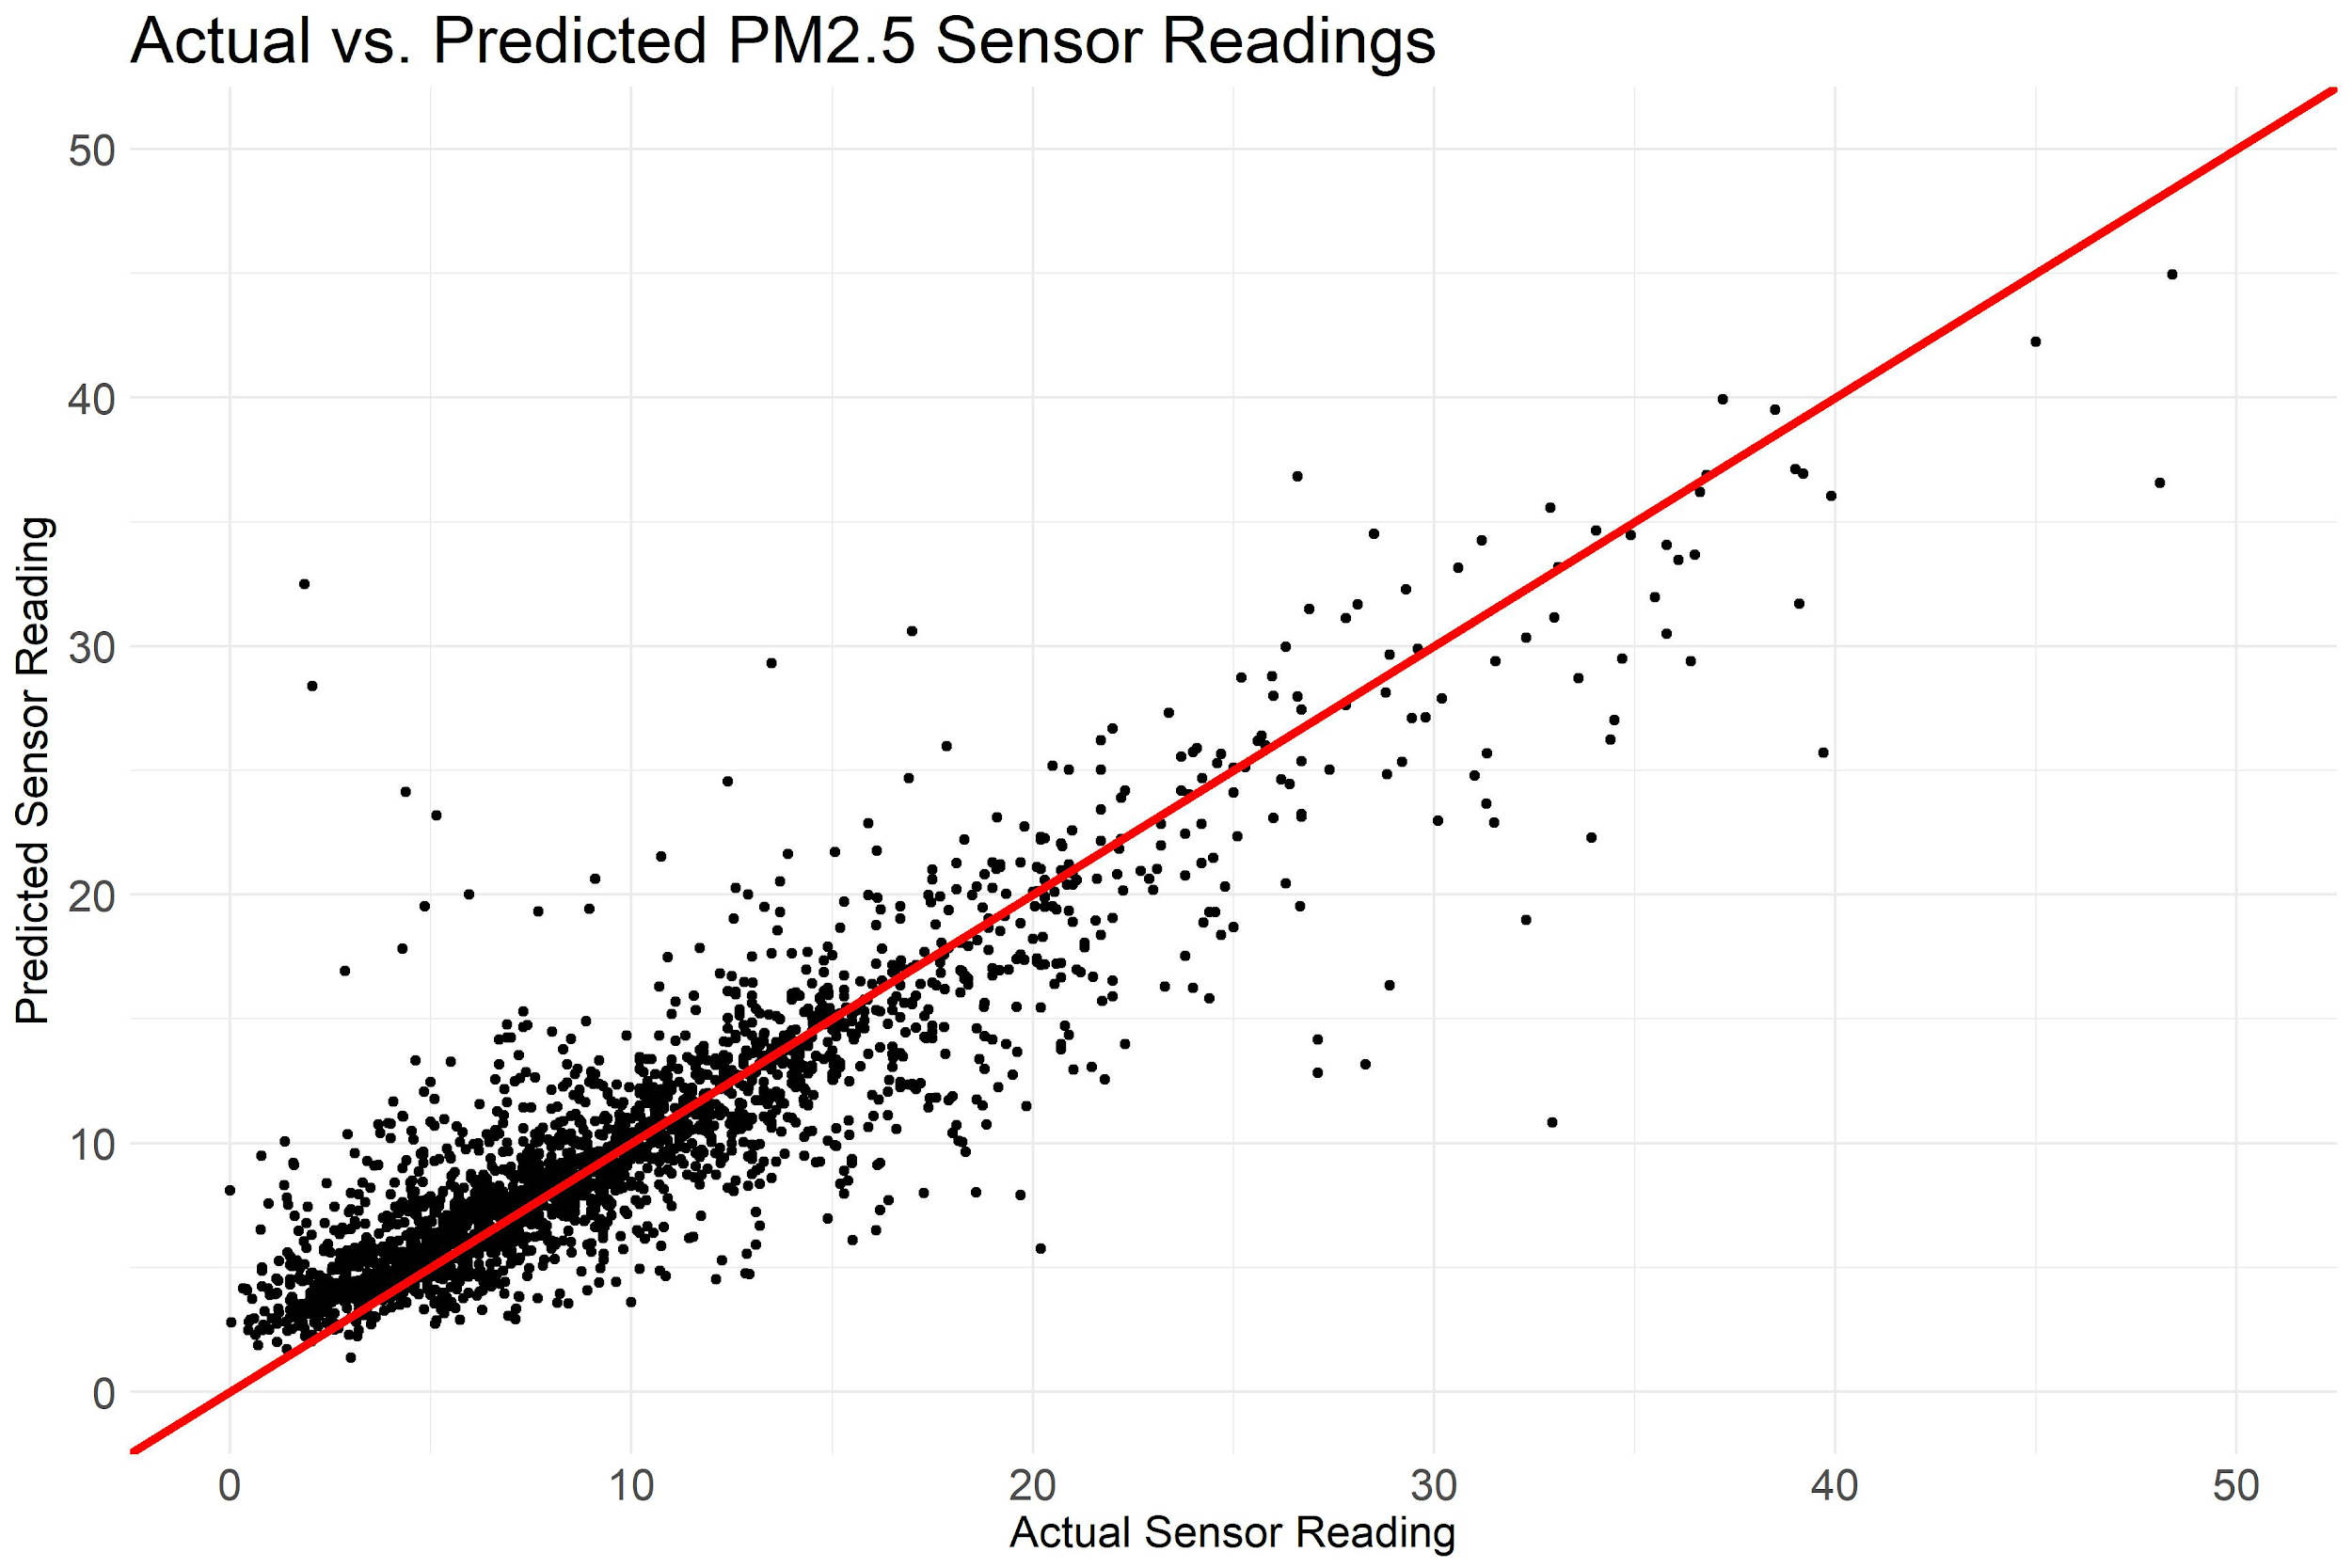 Actual vs. Predicted PM2.5 Sensor Readings
Predicted Sensor Reading
50
40
30
20
10
0
0 10 20 30 40 50
Actual Sensor Reading